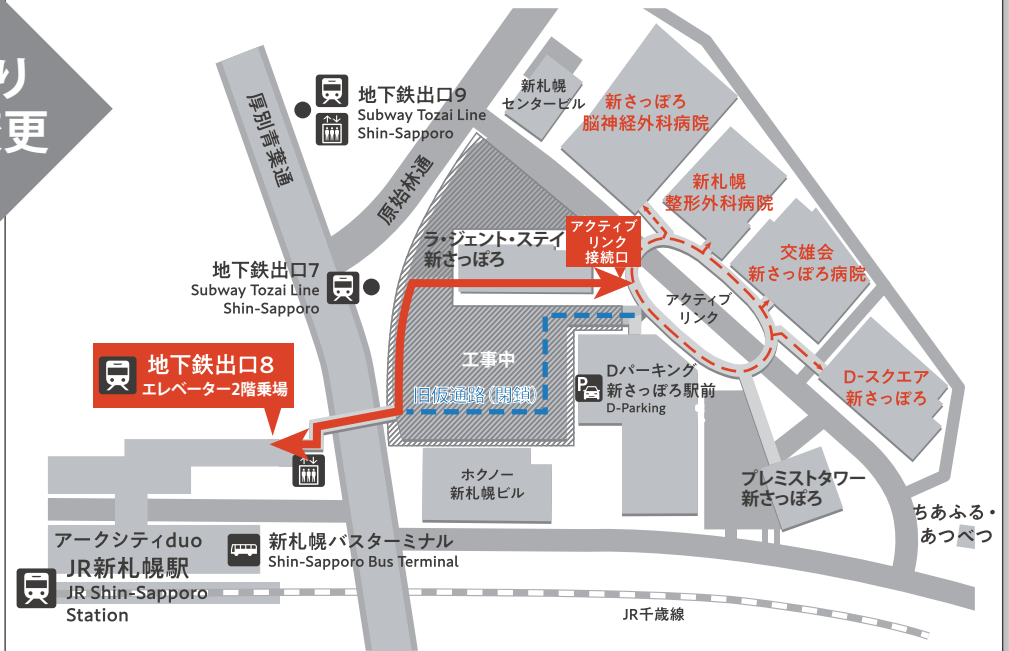 り
更
厚別青葉通
地下鉄出口9
Subway Tozai Line
Shin-Sapporo
原始林通
新札幌
センタービル
新さっぽろ
脳神経外科病院
新札幌
整形外科病院
交雄会
新さっぽろ病院
アクティブ
リンク
接続口
ラ・ジェント・ステイ
新さっぽろ
地下鉄出口7
Subway Tozai Line
Shin-Sapporo
アクティブ
リンク
地下鉄出口8
エレベーター2階乗場
工事中
旧仮通路(閉鎖)
P
Dパーキング
新さっぽろ駅前
D-Parking
D-スクエア
新さっぽろ
ホクノー
新札幌ビル
プレミストタワー
新さっぽろ
ちあふる・
あつべつ
アークシティduo
JR新札幌駅
JR Shin-Sapporo
Station
新札幌バスターミナル
Shin-Sapporo Bus Terminal
JR千歳線